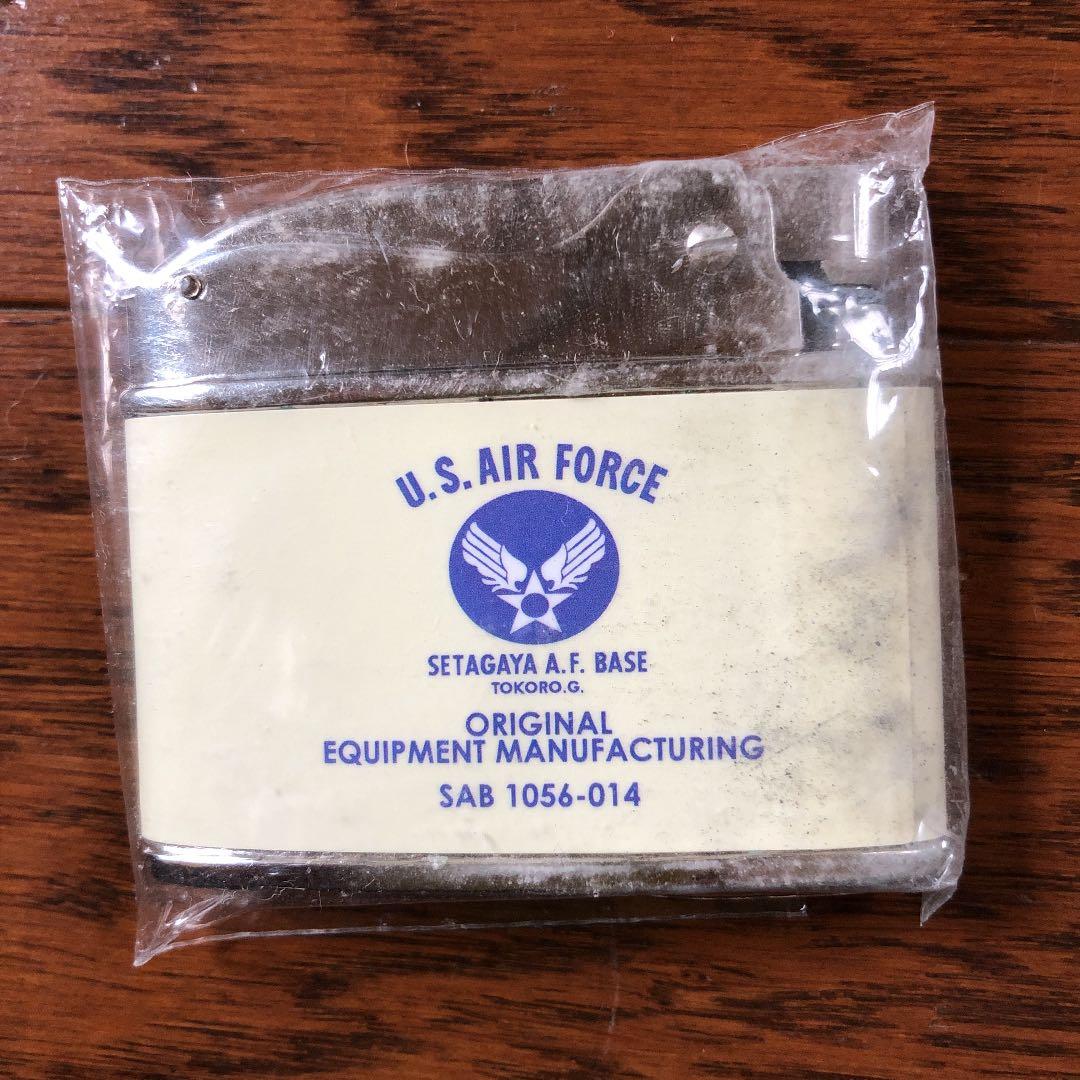 U.S. AIR FORCE
SETAGAYA A.F. BASE
TOKORO.G.
ORIGINAL
EQUIPMENT MANUFACTURING
SAB 1056-014